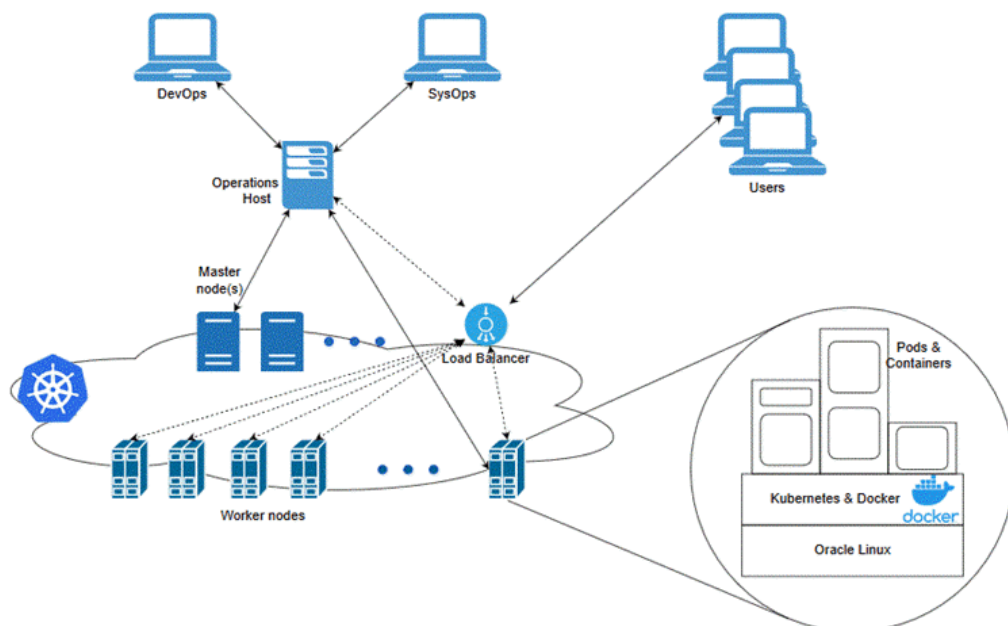 DevOps
SysOps
Users
Operations
Host
Master
node(s)
Load Balancer
Worker nodes
Pods &
Containers
Kubernetes & Docker
docker
Oracle Linux